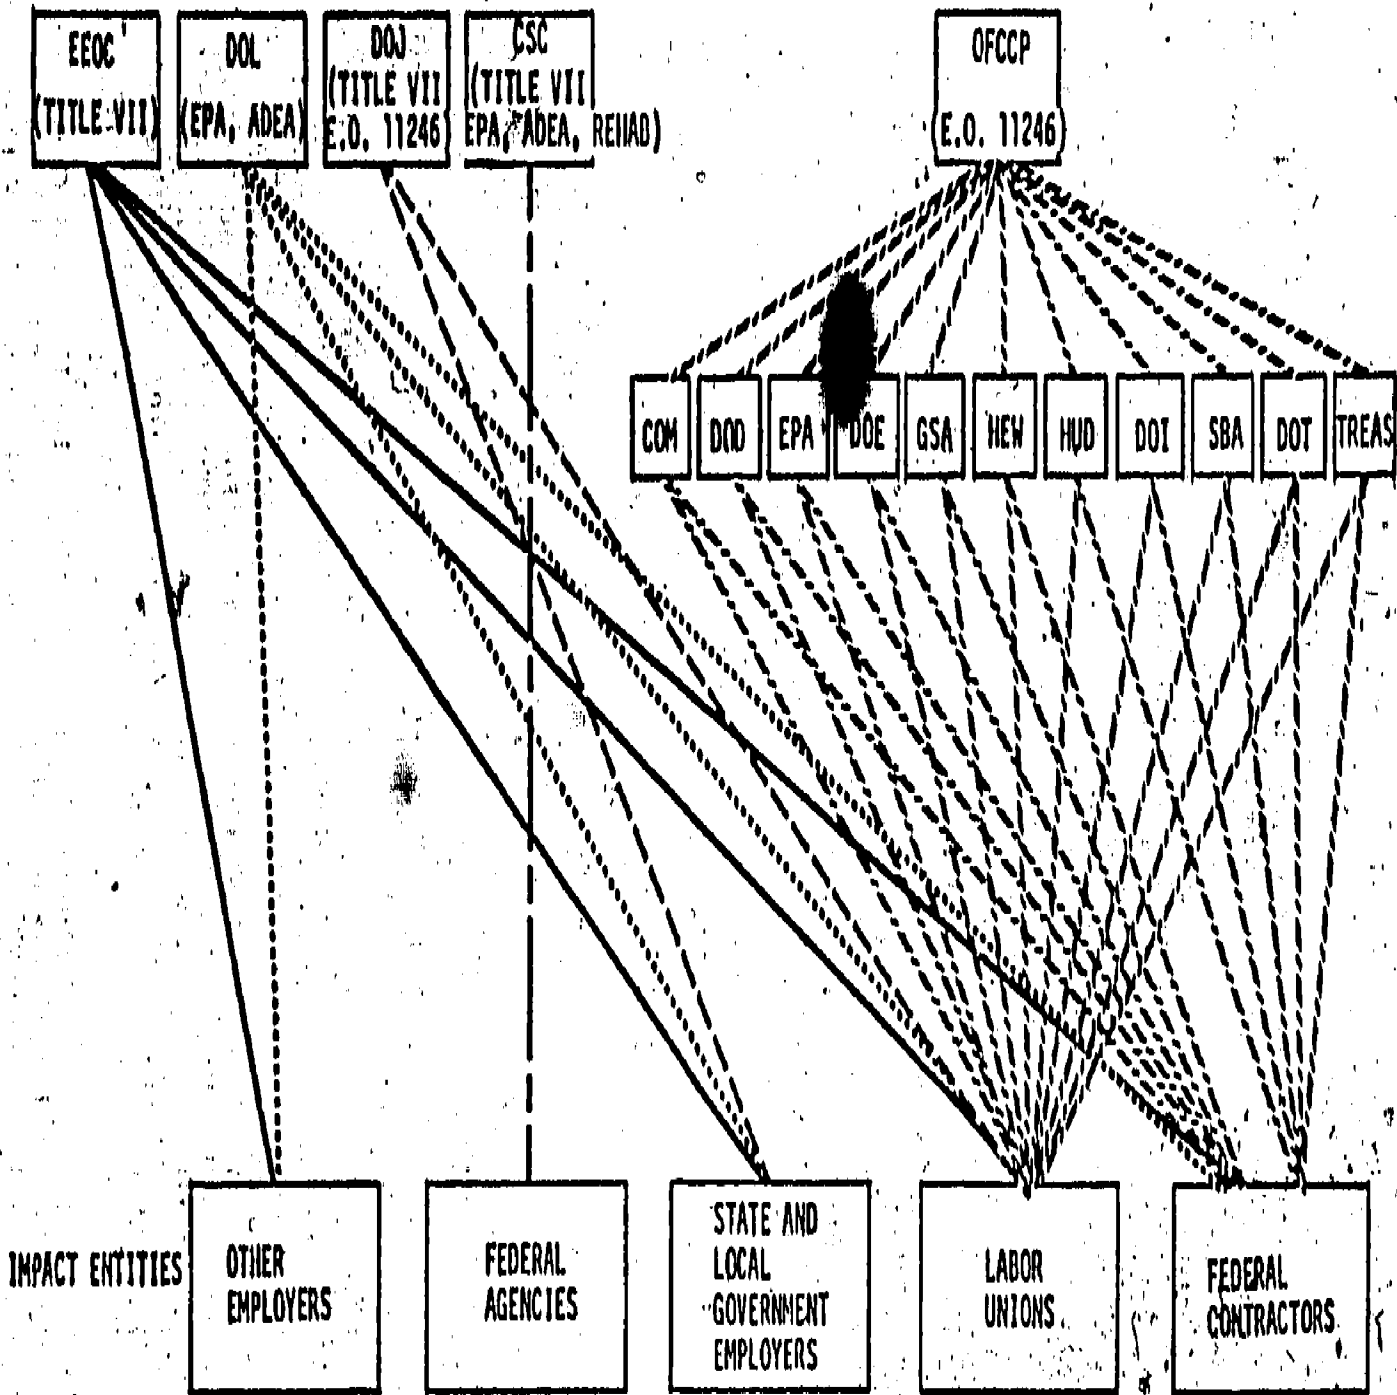 EEOC
(TITLE VII)
DOL
(EPA, ADEA)
DOJ
(TITLE VII
E.O. 11246)
CSC
(TITLE VII
EPA, ADEA, REHAB)
OFCCP
(E.O. 11246)
COM
DOD
EPA
DOE
GSA
HEW
HUD
DOI
SBA
DOT
TREAS
IMPACT ENTITIES
OTHER
EMPLOYERS
FEDERAL
AGENCIES
STATE AND
LOCAL
GOVERNMENT
EMPLOYERS
LABOR
UNIONS
FEDERAL
CONTRACTORS